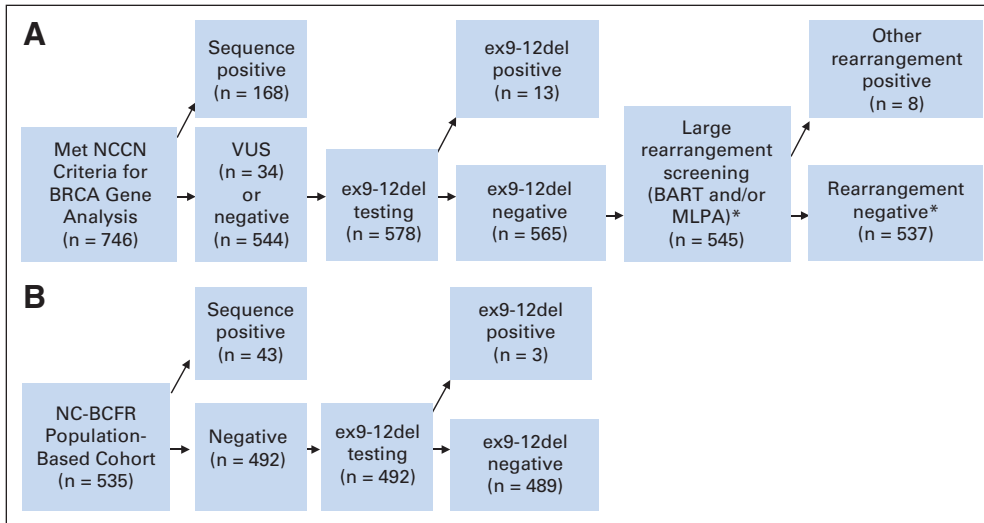 A
Met NCCN
Criteria for
BRCA Gene
Analysis
(n = 746)
Sequence
positive
(n = 168)
VUS
(n = 34)
or
negative
(n = 544)
ex9-12del
testing
(n = 578)
ex9-12del
positive
(n = 13)
ex9-12del
negative
(n = 565)
Large
rearrangement
screening
(BART and/or
MLPA)*
(n = 545)
Other
rearrangement
positive
(n = 8)
Rearrangement
negative*
(n = 537)
B
NC-BCFR
Population-
Based Cohort
(n = 535)
Sequence
positive
(n = 43)
Negative
(n = 492)
ex9-12del
testing
(n = 492)
ex9-12del
positive
(n = 3)
ex9-12del
negative
(n = 489)